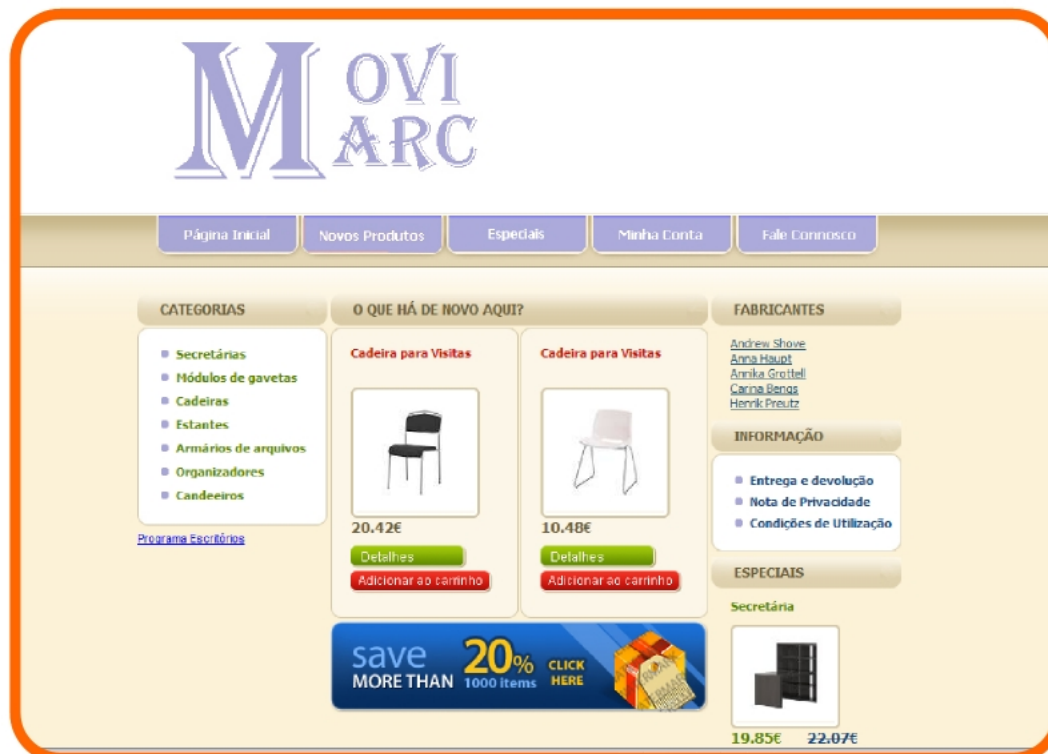 MOVI
MARC
Página Inicial
Novos Produtos
Especiais
Minha Conta
Fale Connosco
CATEGORIAS
Secretárias
Módulos de gavetas
Cadeiras
Estantes
Armários de arquivos
Organizadores
Candeeiros
Programa Escritórios
O QUE HÁ DE NOVO AQUI?
Cadeira para Visitas
20.42€
Detalhes
Adicionar ao carrinho
Cadeira para Visitas
10.48€
Detalhes
Adicionar ao carrinho
save
MORE THAN
20%
1000 items
CLICK
HERE
FABRICANTES
Andrew Shove
Anna Haupt
Annika Grottell
Carina Bengs
Henrik Preutz
INFORMAÇÃO
Entrega e devolução
Nota de Privacidade
Condições de Utilização
ESPECIAIS
Secretária
19.85€ 22.07€